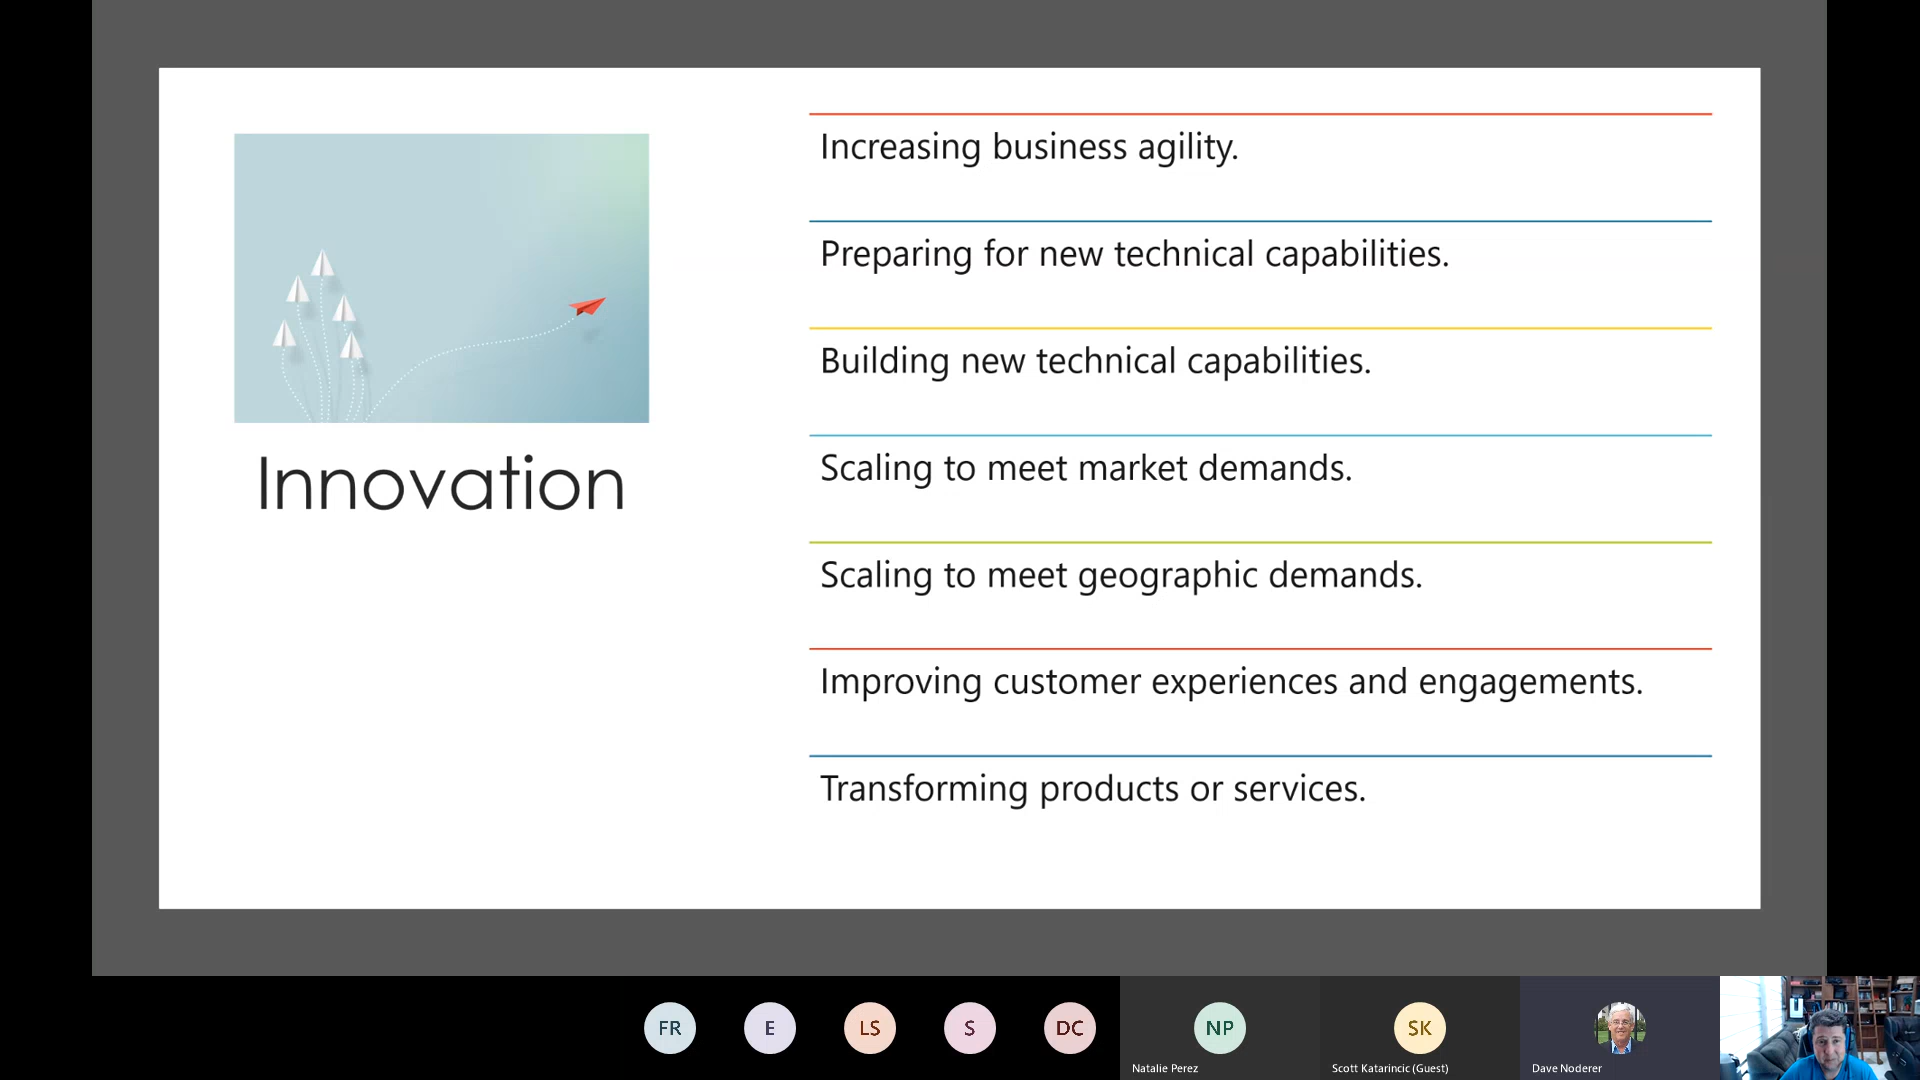 Innovation
Increasing business agility.
Preparing for new technical capabilities.
Building new technical capabilities.
Scaling to meet market demands.
Scaling to meet geographic demands.
Improving customer experiences and engagements.
Transforming products or services.
FR
E
LS
S
DC
NP
Natalie Perez
SK
Scott Katarincic (Guest)
Dave Noderer